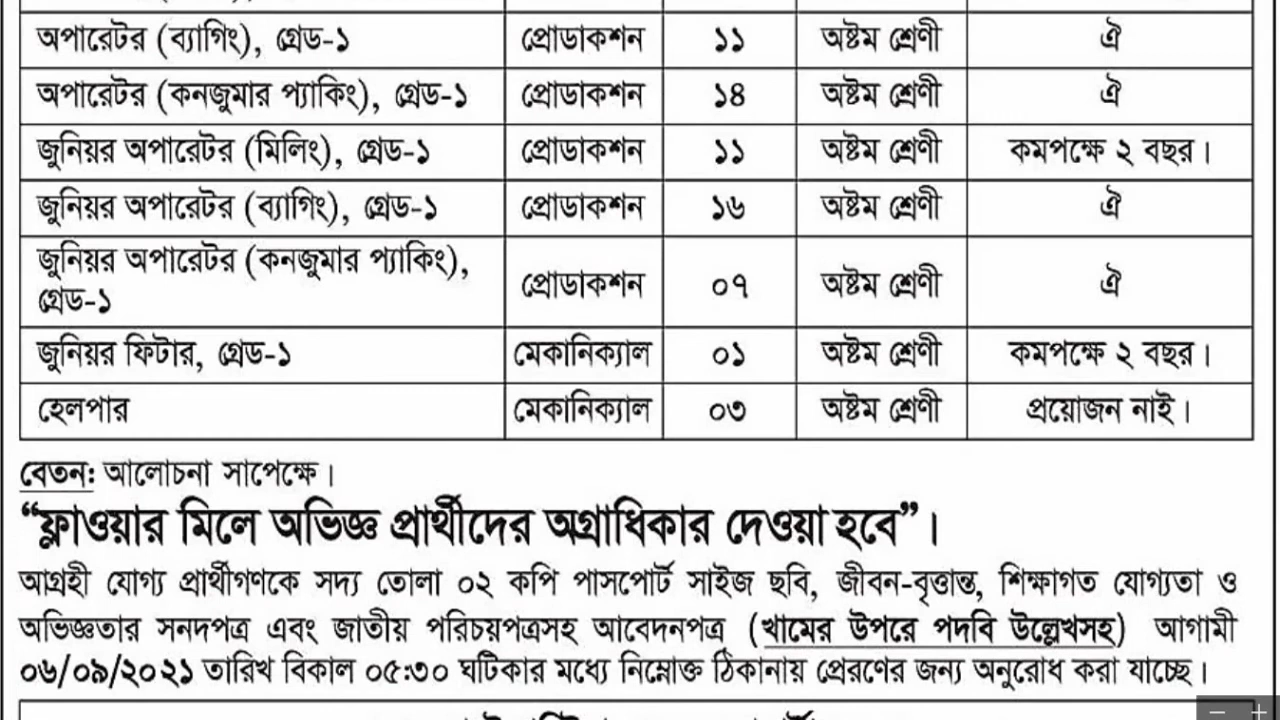 অপারেটর (ব্যাগিং), গ্রেড-১ প্রোডাকশন ১১ অষ্টম শ্রেণী ঐ
অপারেটর (কনজুমার প্যাকিং), গ্রেড-১ প্রোডাকশন ১৪ অষ্টম শ্রেণী ঐ
জুনিয়র অপারেটর (মিলিং), গ্রেড-১ প্রোডাকশন ১১ অষ্টম শ্রেণী কমপক্ষে ২ বছর।
জুনিয়র অপারেটর (ব্যাগিং), গ্রেড-১ প্রোডাকশন ১৬ অষ্টম শ্রেণী ঐ
জুনিয়র অপারেটর (কনজুমার প্যাকিং),
গ্রেড-১ প্রোডাকশন ০৭ অষ্টম শ্রেণী ঐ
জুনিয়র ফিটার, গ্রেড-১ মেকানিক্যাল ০১ অষ্টম শ্রেণী কমপক্ষে ২ বছর।
হেলপার মেকানিক্যাল ০৩ অষ্টম শ্রেণী প্রয়োজন নাই।
বেতন: আলোচনা সাপেক্ষে।
“ফ্লাওয়ার মিলে অভিজ্ঞ প্রার্থীদের অগ্রাধিকার দেওয়া হবে”।
আগ্রহী যোগ্য প্রার্থীগণকে সদ্য তোলা ০২ কপি পাসপোর্ট সাইজ ছবি, জীবন-বৃত্তান্ত, শিক্ষাগত যোগ্যতা ও
অভিজ্ঞতার সনদপত্র এবং জাতীয় পরিচয়পত্রসহ আবেদনপত্র (খামের উপরে পদবি উল্লেখসহ) আগামী
০৬/০৯/২০২১ তারিখ বিকাল ০৫:৩০ ঘটিকার মধ্যে নিম্নোক্ত ঠিকানায় প্রেরণের জন্য অনুরোধ করা যাচ্ছে।